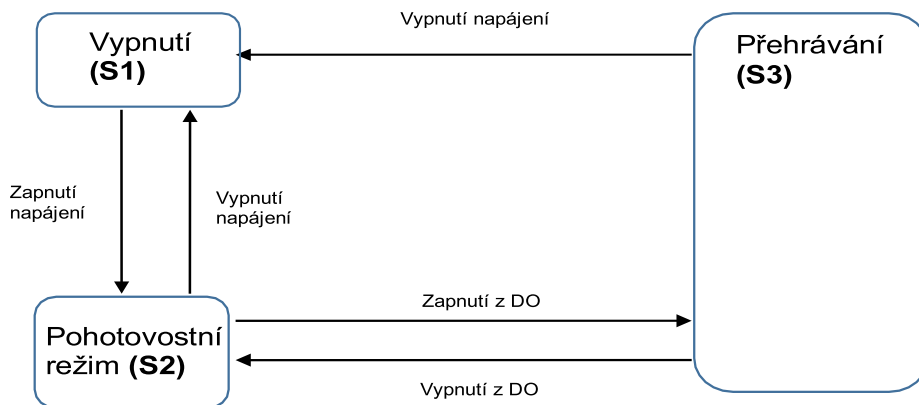 Vypnutí napájení
Vypnutí
(S1)
Přehrávání
(S3)
Zapnutí
napájení
Vypnutí
napájení
Zapnutí z DO
Pohotovostní
režim (S2)
Vypnutí z DO